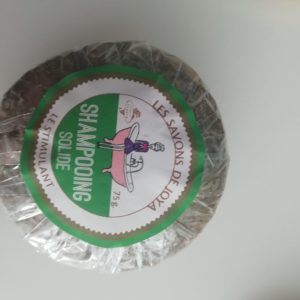 LES SAVONS DE JOYA
SHAMPOOING
SOLIDE
75 g.
LE STIMULANT